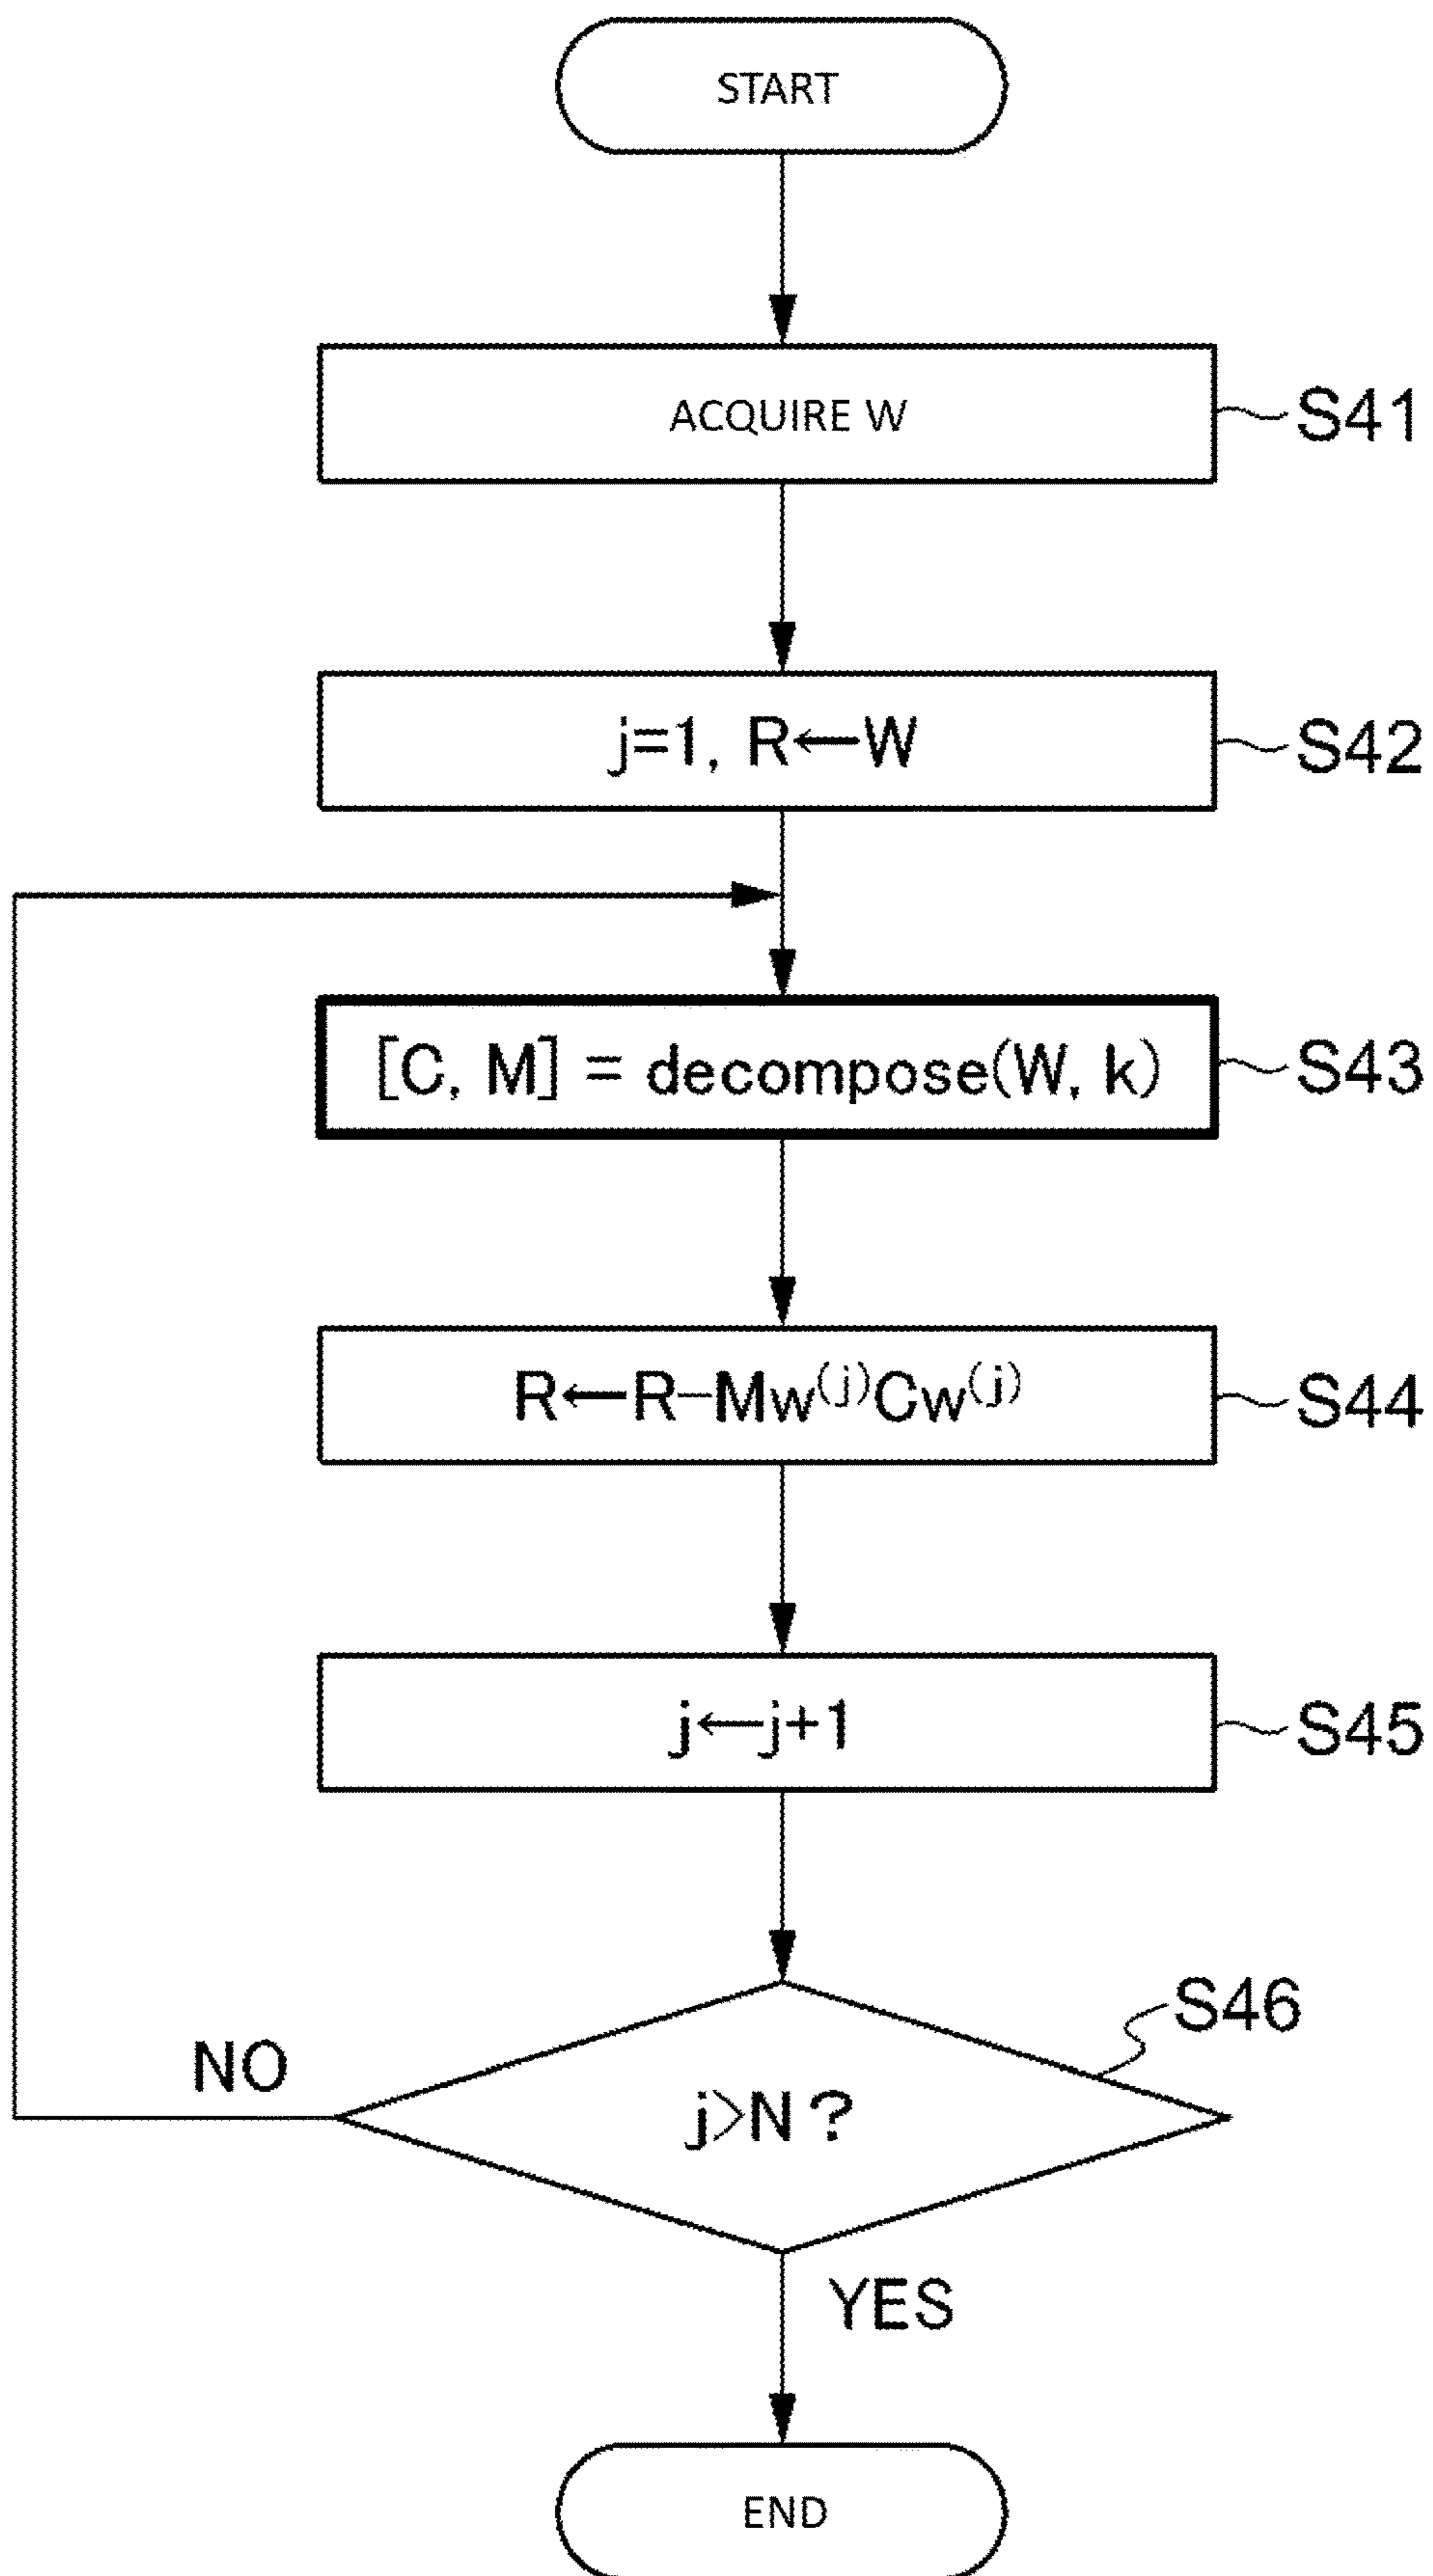 START
ACQUIRE W
S41
j=1, R←W
S42
[C, M] = decompose(W, k)
S43
R←R−Mw⁽ʲ⁾Cw⁽ʲ⁾
S44
j←j+1
S45
S46
NO
j>N?
YES
END